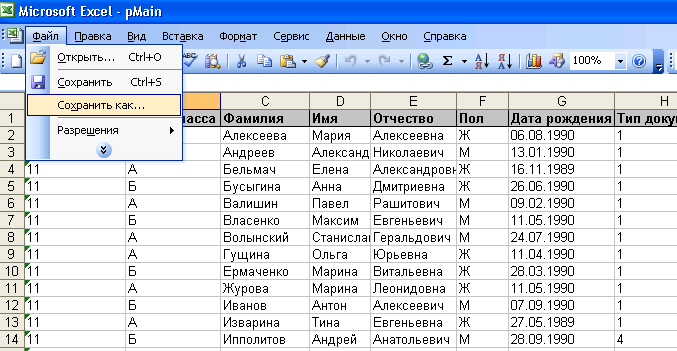 Microsoft Excel - pMain
Файл Правка Вид Вставка Формат Сервис Данные Окно Справка
Открыть... Ctrl+O
100%
Сохранить Ctrl+S
Сохранить как...
Разрешения
C D E F G H
1 ласса Фамилия Имя Отчество Пол Дата рождения Тип доку
2 Алексеева Мария Алексеевна Ж 06.08.1990 1
3 Андреев Александ Николаевич М 13.01.1990 1
4 11 А Бельмач Елена Александровн Ж 16.11.1989 1
5 11 Б Бусыгина Анна Дмитриевна Ж 26.06.1990 1
6 11 А Валишин Павел Рашитович М 09.02.1990 1
7 11 Б Власенко Максим Евгеньевич М 11.05.1990 1
8 11 А Волынский Станисла Геральдович М 24.07.1990 1
9 11 А Гущина Ольга Юрьевна Ж 11.04.1990 1
10 11 Б Ермаченко Марина Витальевна Ж 28.03.1990 1
11 11 А Журова Марина Леонидовна Ж 11.05.1990 1
12 11 Б Иванов Антон Алексеевич М 07.09.1990 1
13 11 А Изварина Тина Евгеньевна Ж 27.05.1989 1
14 11 Б Ипполитов Андрей Анатольевич М 28.09.1990 4